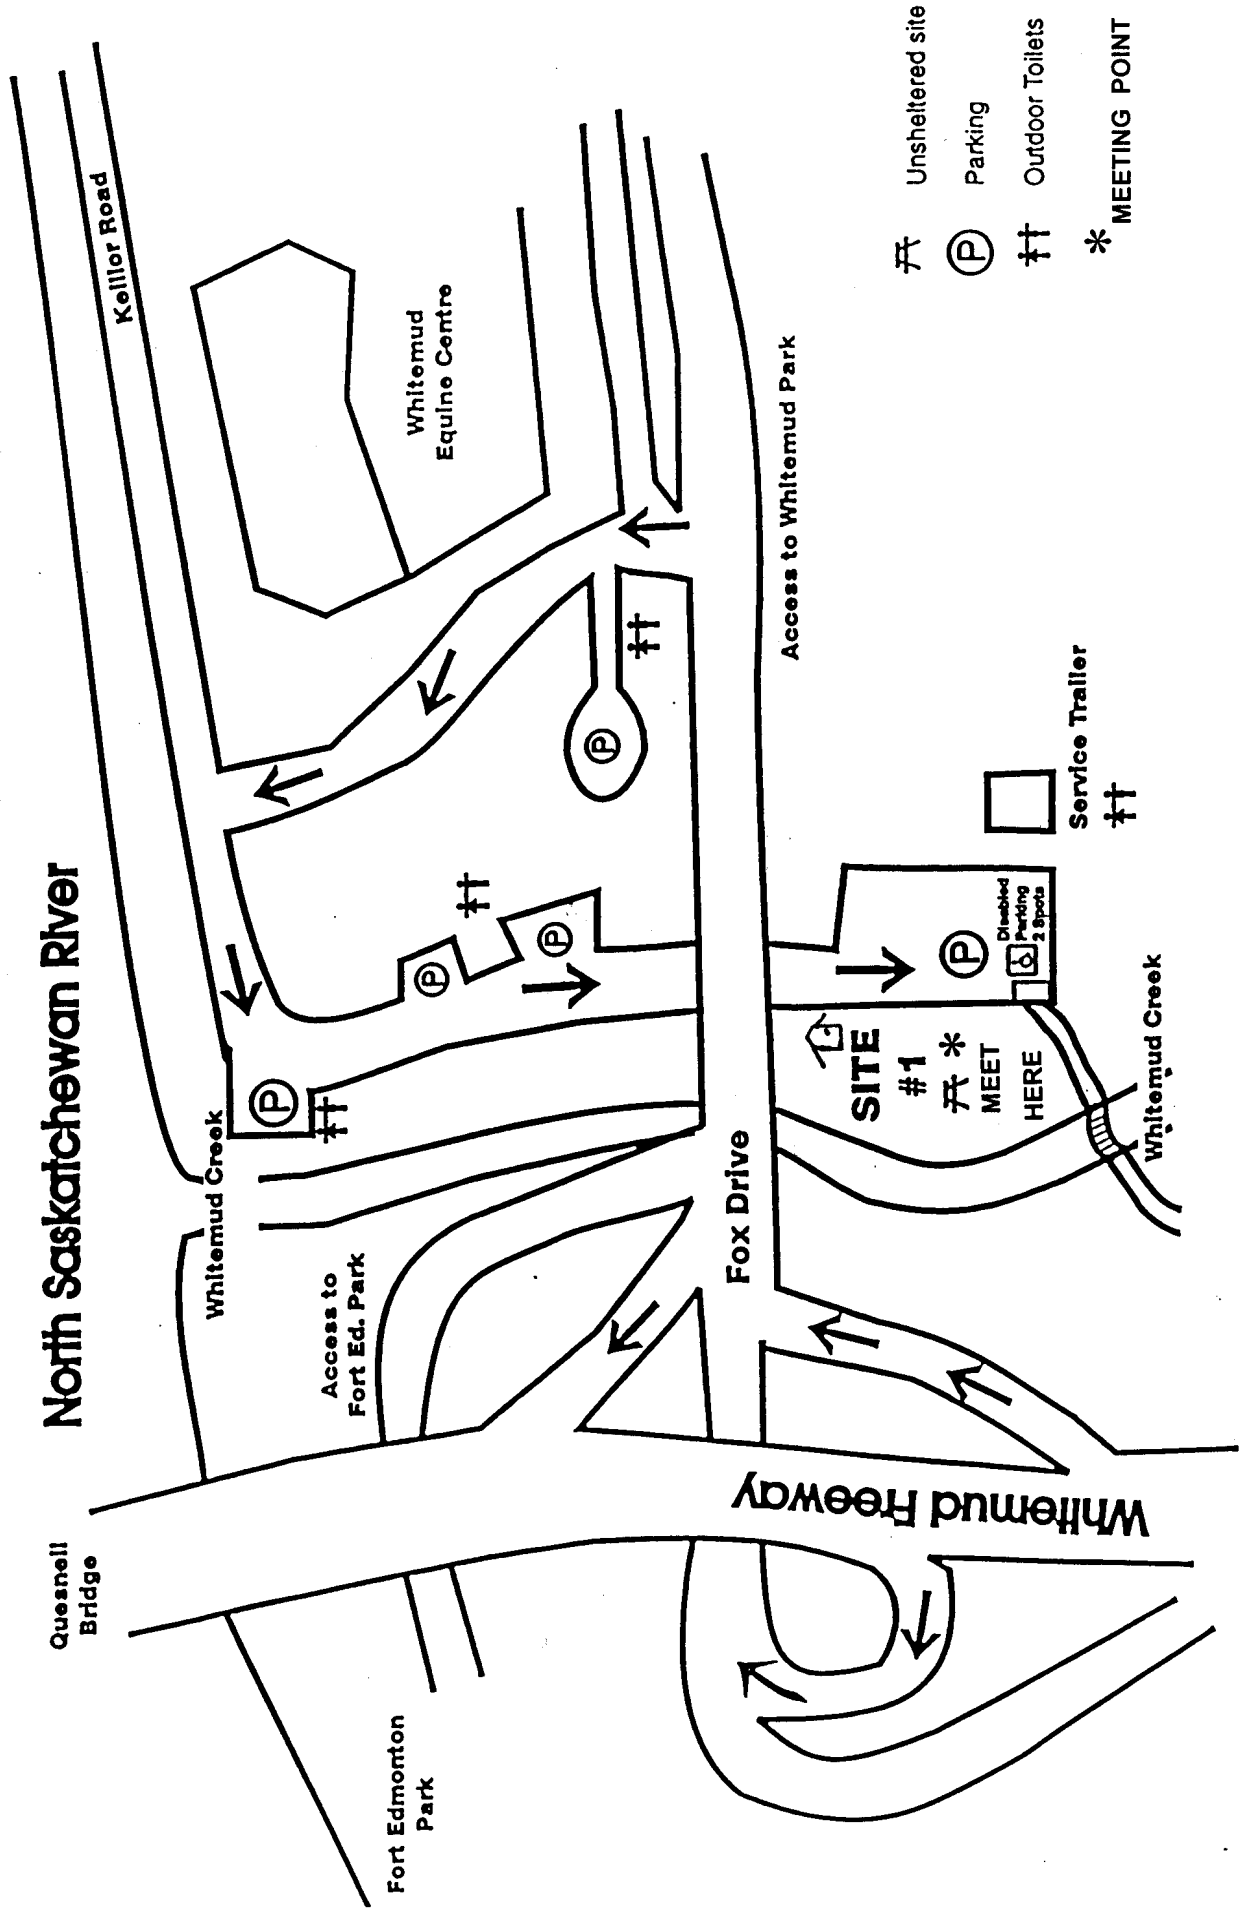 North Saskatchewan River
Quesnell
Bridge
Keillor Road
Whitemud Creek
Access to
Fort Ed. Park
Fort Edmonton
Park
Whitemud
Equine Centre
P
P
P
P
Fox Drive
Whitemud Freeway
Access to Whitemud Park
SITE
#1
* MEET
HERE
P
Disabled
Parking
2 Spots
Service Trailer
Whitemud Creek
Unsheltered site
P Parking
Outdoor Toilets
* MEETING POINT